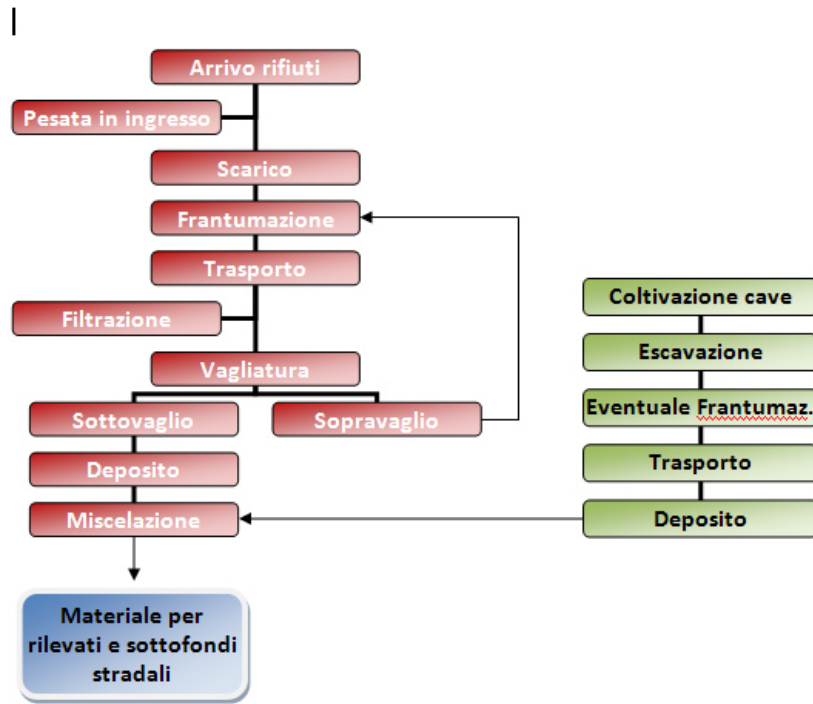 Arrivo rifiuti
Pesata in ingresso
Scarico
Frantumazione
Trasporto
Filtrazione
Vagliatura
Sottovaglio
Sopravaglio
Deposito
Miscelazione
Materiale per
rilevati e sottofondi
stradali
Coltivazione cave
Escavazione
Eventuale Frantumaz.
Trasporto
Deposito